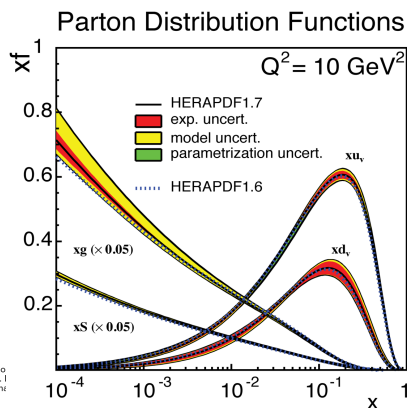 Parton Distribution Functions
xf
1
Q² = 10 GeV²
HERAPDF1.7
exp. uncert.
model uncert.
parametrization uncert.
HERAPDF1.6
0.8
0.6
0.4
0.2
xu_v
xd_v
xg (× 0.05)
xS (× 0.05)
10⁻⁴ 10⁻³ 10⁻² 10⁻¹ 1
x